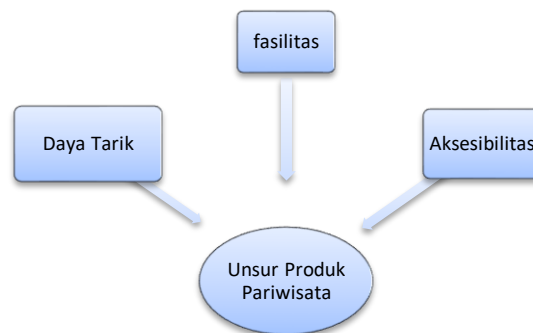 fasilitas
Daya Tarik
Aksesibilitas
Unsur Produk
Pariwisata